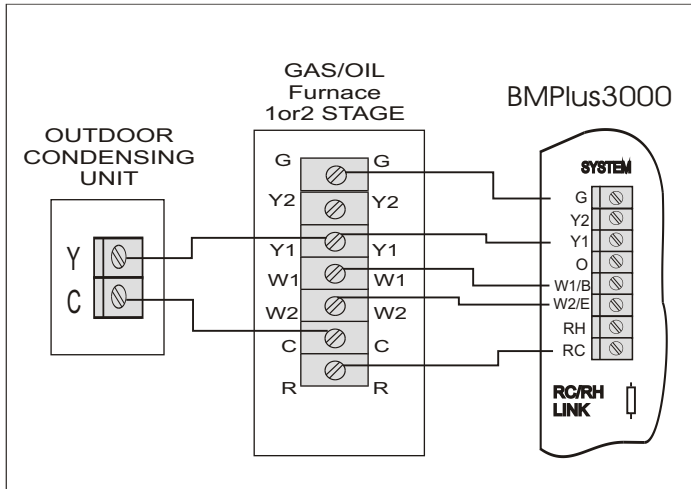 OUTDOOR
CONDENSING
UNIT
Y
C
GAS/OIL
Furnace
1or2 STAGE
G G
Y2 Y2
Y1 Y1
W1 W1
W2 W2
C C
R R
BMPlus3000
SYSTEM
G
Y2
Y1
O
W1/B
W2/E
RH
RC
RC/RH
LINK